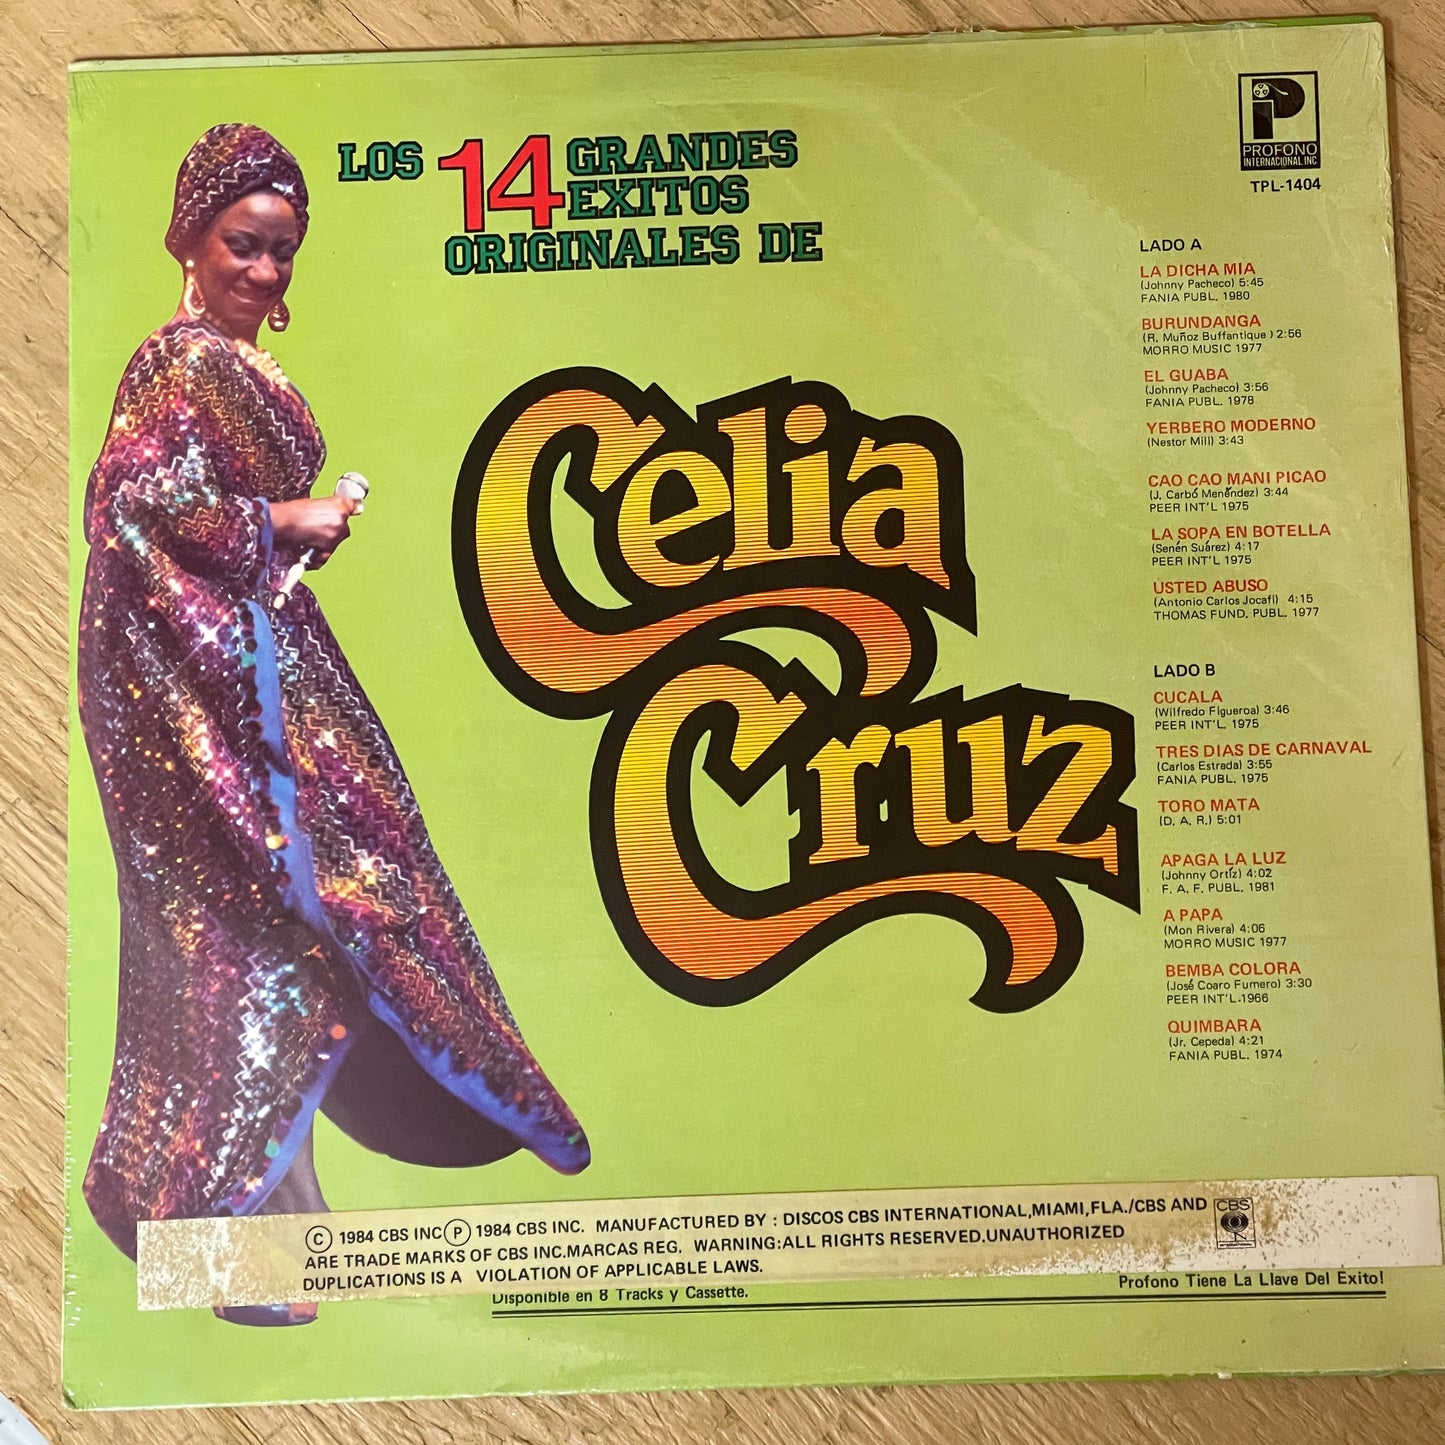 LOS 14 GRANDES
EXITOS
ORIGINALES DE
Celia
Cruz
P
PROFONO
INTERNACIONAL INC
TPL-1404
LADO A
LA DICHA MIA
(Johnny Pacheco) 5:45
FANIA PUBL. 1980
BURUNDANGA
(R. Muñoz Buffantique ) 2:56
MORRO MUSIC 1977
EL GUABA
(Johnny Pacheco) 3:56
FANIA PUBL. 1978
YERBERO MODERNO
(Nestor Mill) 3:43
CAO CAO MANI PICAO
(J. Carbó Menéndez) 3:44
PEER INT'L 1975
LA SOPA EN BOTELLA
(Senén Suárez) 4:17
PEER INT'L 1975
USTED ABUSO
(Antonio Carlos Jocafi) 4:15
THOMAS FUND. PUBL. 1977
LADO B
CUCALA
(Wilfredo Figueroa) 3:46
PEER INT'L. 1975
TRES DIAS DE CARNAVAL
(Carlos Estrada) 3:55
FANIA PUBL. 1975
TORO MATA
(D. A. R.) 5:01
APAGA LA LUZ
(Johnny Ortíz) 4:02
F. A. F. PUBL. 1981
A PAPA
(Mon Rivera) 4:06
MORRO MUSIC 1977
BEMBA COLORA
(José Coaro Fumero) 3:30
PEER INT'L.1966
QUIMBARA
(Jr. Cepeda) 4:21
FANIA PUBL. 1974
Ⓒ 1984 CBS INC Ⓟ 1984 CBS INC. MANUFACTURED BY : DISCOS CBS INTERNATIONAL,MIAMI,FLA./CBS AND CBS
ARE TRADE MARKS OF CBS INC.MARCAS REG. WARNING:ALL RIGHTS RESERVED.UNAUTHORIZED
DUPLICATIONS IS A VIOLATION OF APPLICABLE LAWS.
Disponible en 8 Tracks y Cassette.
Profono Tiene La Llave Del Exito!